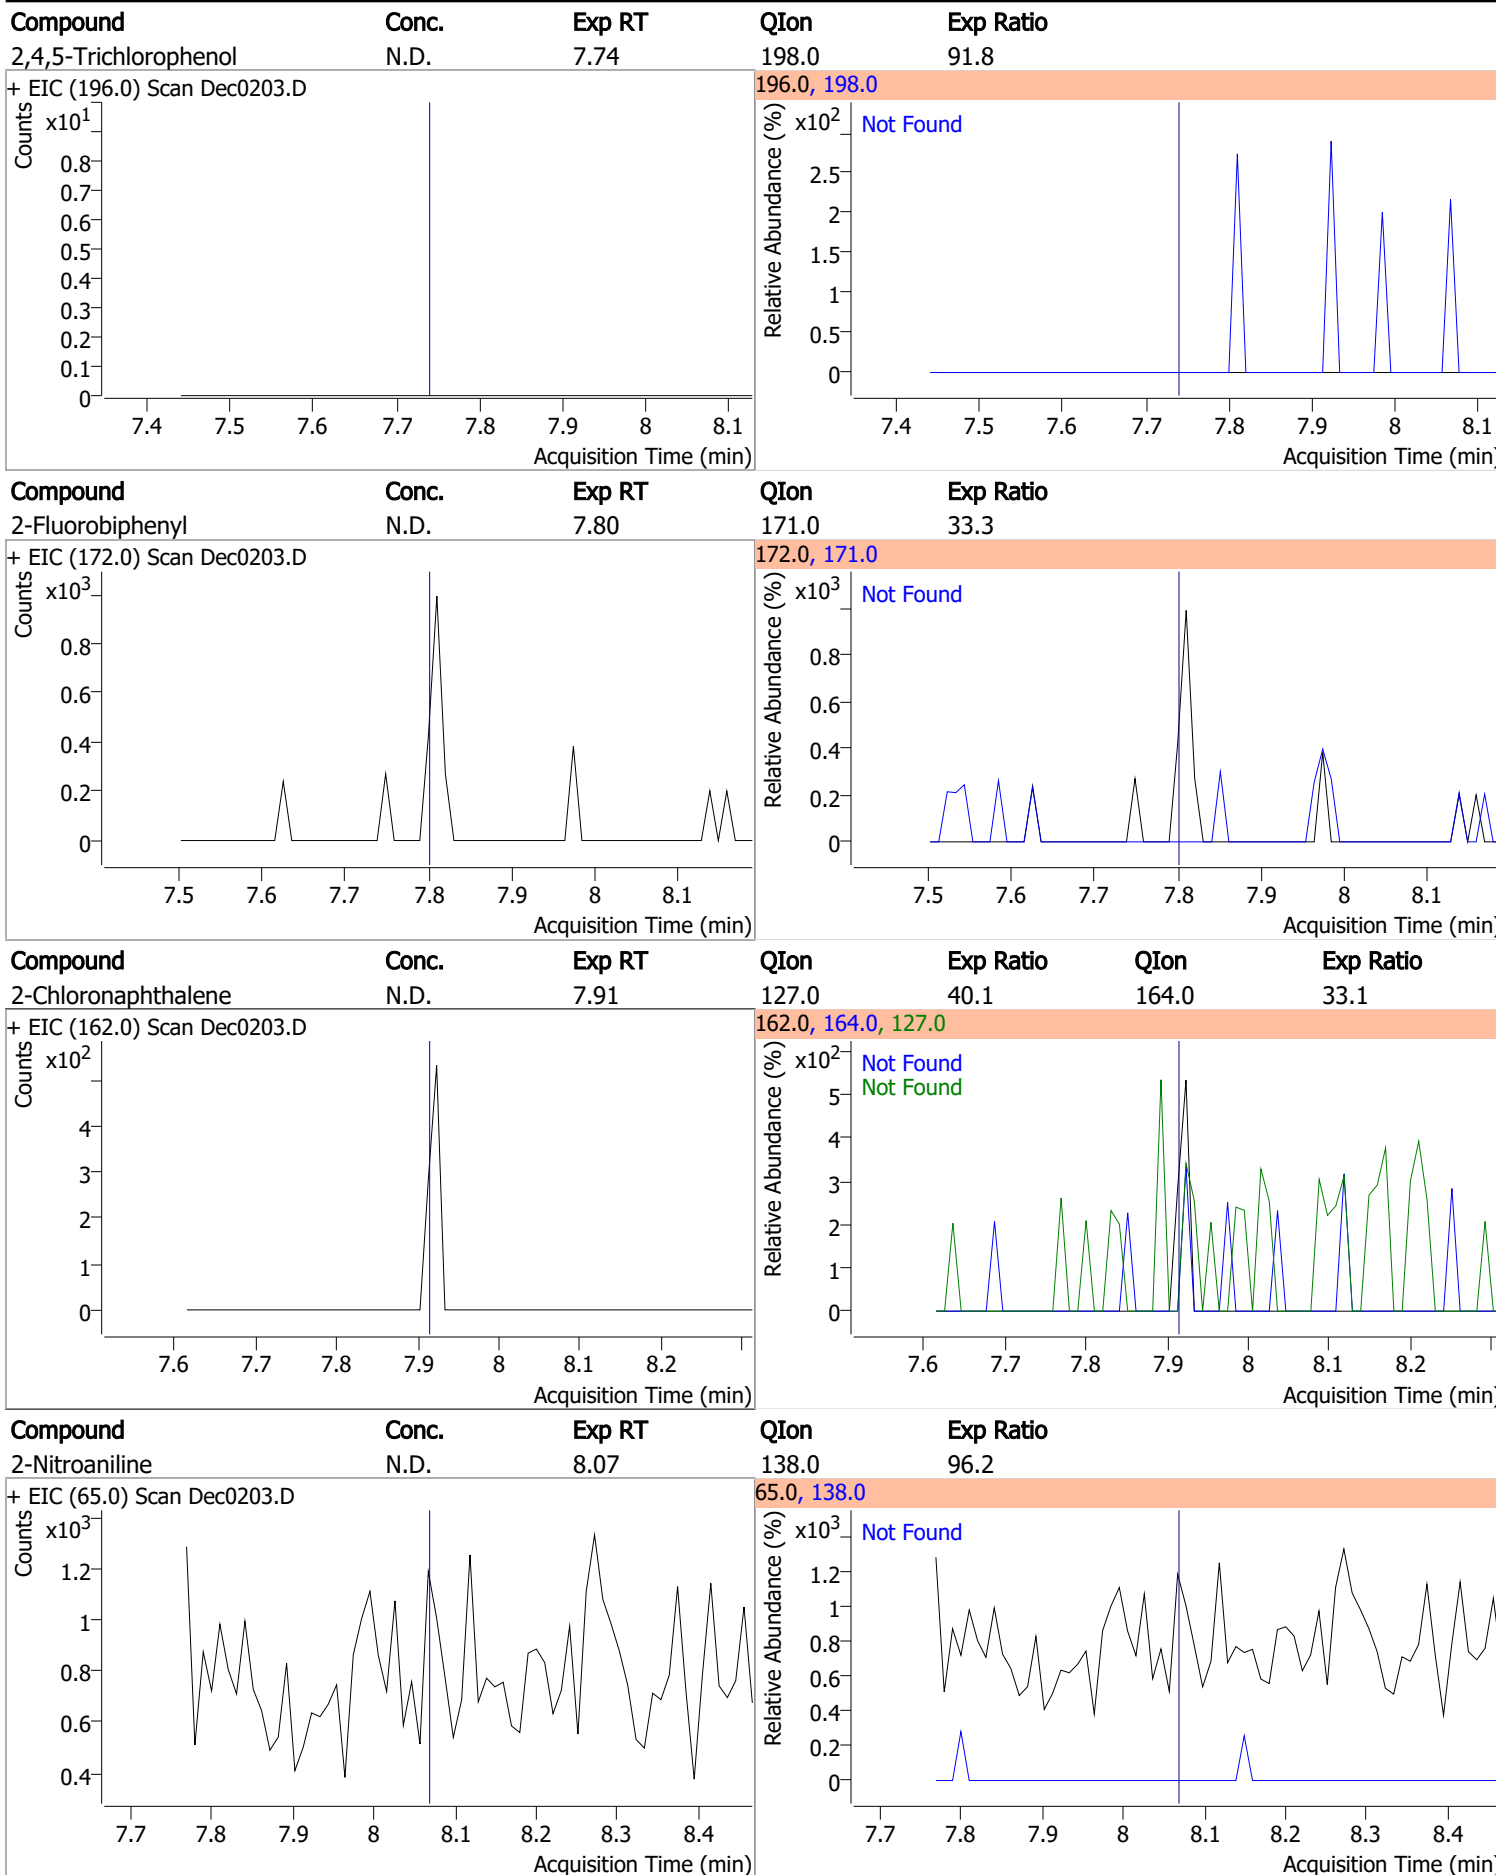 Compound Conc. Exp RT QIon Exp Ratio
2,4,5-Trichlorophenol N.D. 7.74 198.0 91.8
+ EIC (196.0) Scan Dec0203.D
196.0, 198.0
Counts
x10¹
0.8
0.7
0.6
0.5
0.4
0.3
0.2
0.1
0
7.4 7.5 7.6 7.7 7.8 7.9 8 8.1
Acquisition Time (min)
Relative Abundance (%)
x10²
Not Found
2.5
2
1.5
1
0.5
0
7.4 7.5 7.6 7.7 7.8 7.9 8 8.1
Acquisition Time (min)
Compound Conc. Exp RT QIon Exp Ratio
2-Fluorobiphenyl N.D. 7.80 171.0 33.3
+ EIC (172.0) Scan Dec0203.D
172.0, 171.0
Counts
x10³
0.8
0.6
0.4
0.2
0
7.5 7.6 7.7 7.8 7.9 8 8.1
Acquisition Time (min)
Relative Abundance (%)
x10³
Not Found
0.8
0.6
0.4
0.2
0
7.5 7.6 7.7 7.8 7.9 8 8.1
Acquisition Time (min)
Compound Conc. Exp RT QIon Exp Ratio QIon Exp Ratio
2-Chloronaphthalene N.D. 7.91 127.0 40.1 164.0 33.1
+ EIC (162.0) Scan Dec0203.D
162.0, 164.0, 127.0
Counts
x10²
4
3
2
1
0
7.6 7.7 7.8 7.9 8 8.1 8.2
Acquisition Time (min)
Relative Abundance (%)
x10²
Not Found
Not Found
5
4
3
2
1
0
7.6 7.7 7.8 7.9 8 8.1 8.2
Acquisition Time (min)
Compound Conc. Exp RT QIon Exp Ratio
2-Nitroaniline N.D. 8.07 138.0 96.2
+ EIC (65.0) Scan Dec0203.D
65.0, 138.0
Counts
x10³
1.2
1
0.8
0.6
0.4
7.7 7.8 7.9 8 8.1 8.2 8.3 8.4
Acquisition Time (min)
Relative Abundance (%)
x10³
Not Found
1.2
1
0.8
0.6
0.4
0.2
0
7.7 7.8 7.9 8 8.1 8.2 8.3 8.4
Acquisition Time (min)